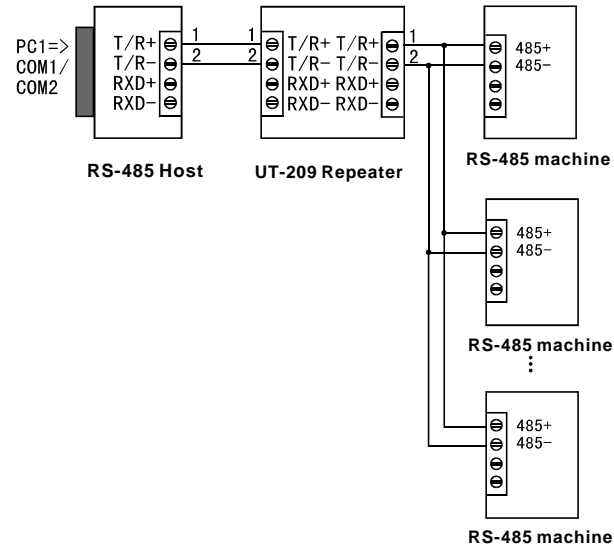 PC1=>
COM1/
COM2
T/R+
T/R-
RXD+
RXD-
1
2
RS-485 Host
1
2
T/R+ T/R+
T/R- T/R-
RXD+ RXD+
RXD- RXD-
1
2
UT-209 Repeater
485+
485-
RS-485 machine
485+
485-
RS-485 machine
⋮
485+
485-
RS-485 machine